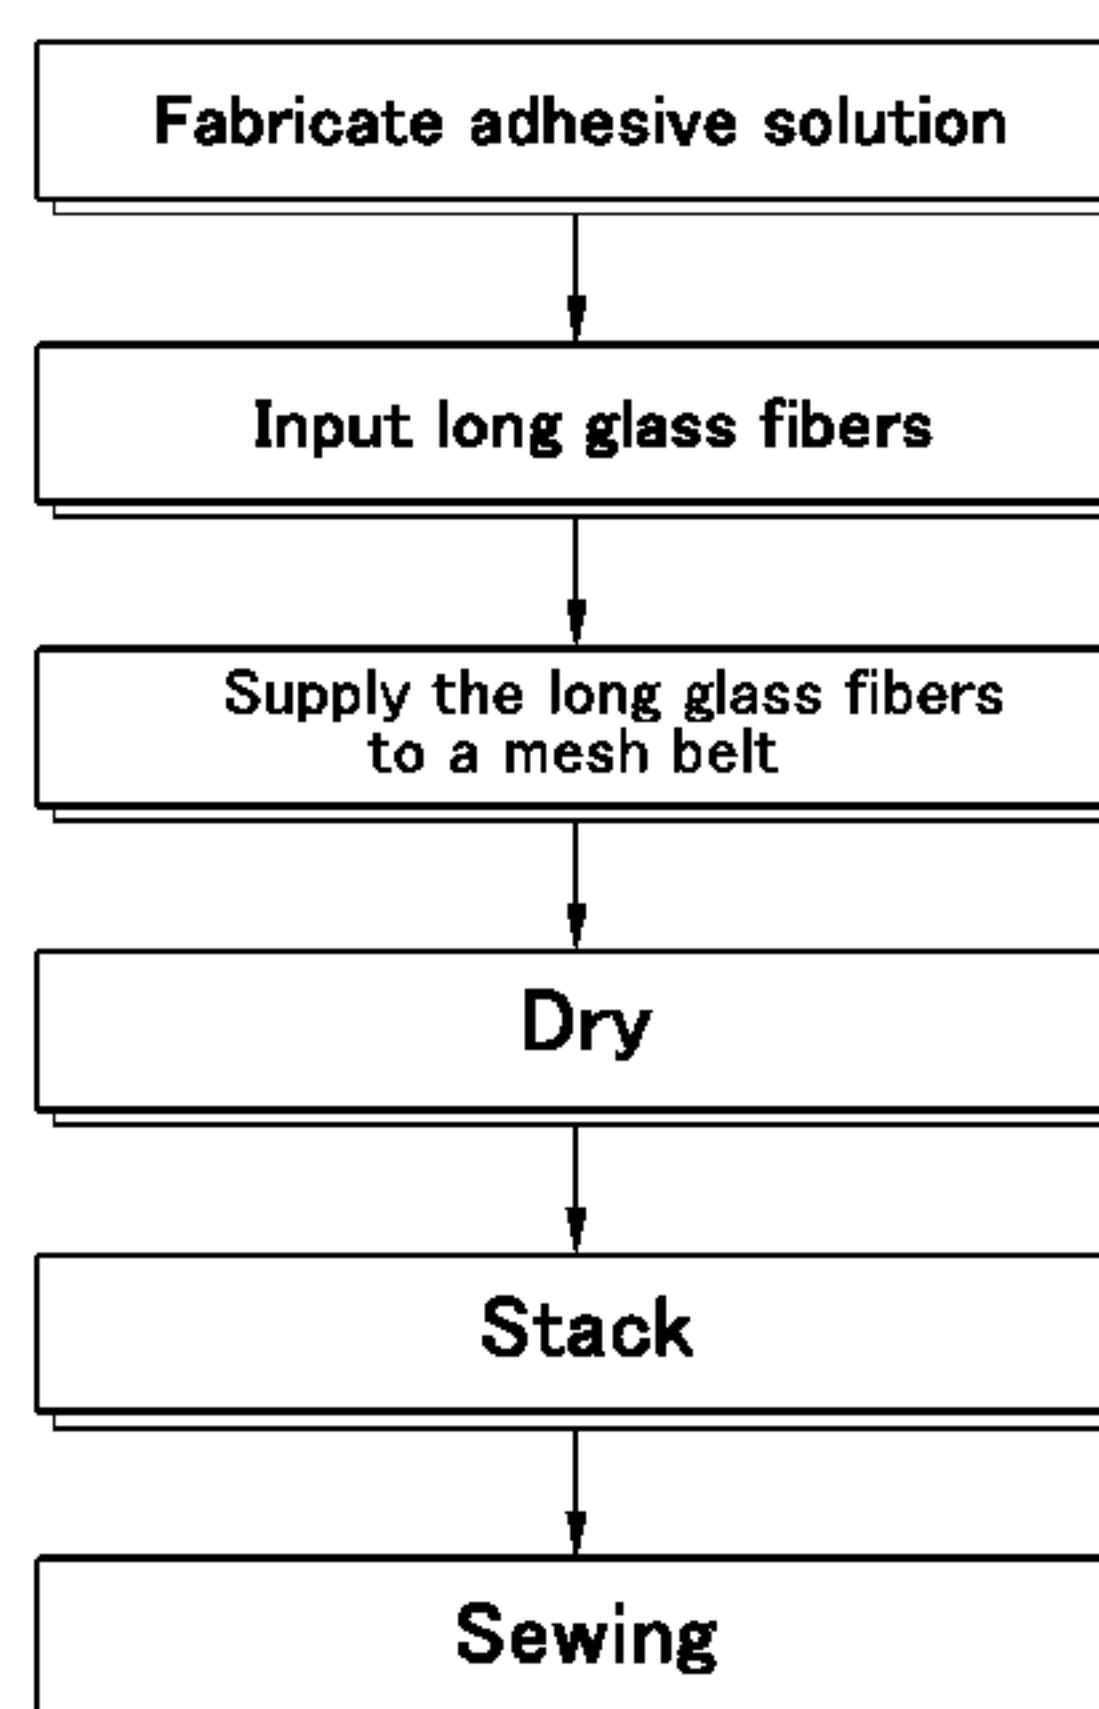 Fabricate adhesive solution
Input long glass fibers
Supply the long glass fibers
to a mesh belt
Dry
Stack
Sewing